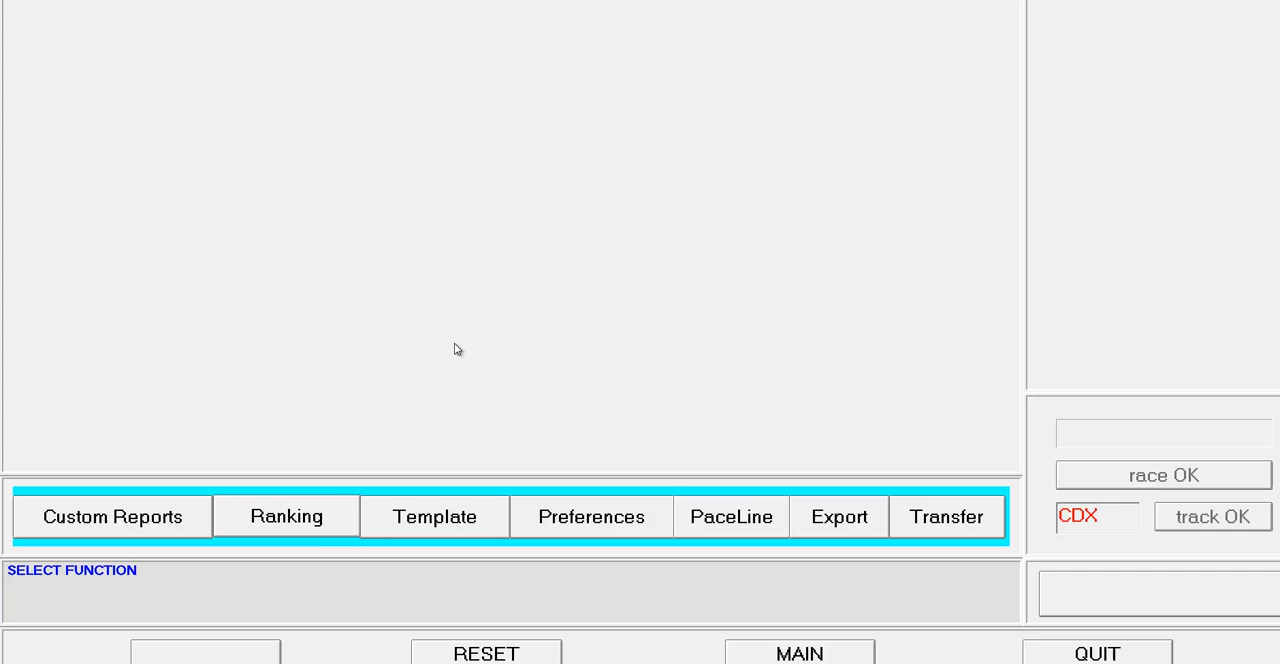 race OK
CDX track OK
Custom Reports Ranking Template Preferences PaceLine Export Transfer
SELECT FUNCTION
RESET MAIN QUIT